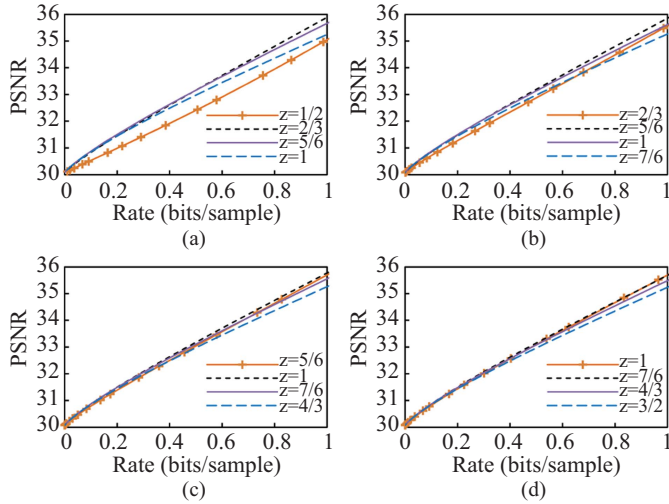 PSNR
36
35
34
33
32
31
30
0 0.2 0.4 0.6 0.8 1
Rate (bits/sample)
z=1/2
z=2/3
z=5/6
z=1
(a)
PSNR
36
35
34
33
32
31
30
0 0.2 0.4 0.6 0.8 1
Rate (bits/sample)
z=2/3
z=5/6
z=1
z=7/6
(b)
PSNR
36
35
34
33
32
31
30
0 0.2 0.4 0.6 0.8 1
Rate (bits/sample)
z=5/6
z=1
z=7/6
z=4/3
(c)
PSNR
36
35
34
33
32
31
30
0 0.2 0.4 0.6 0.8 1
Rate (bits/sample)
z=1
z=7/6
z=4/3
z=3/2
(d)